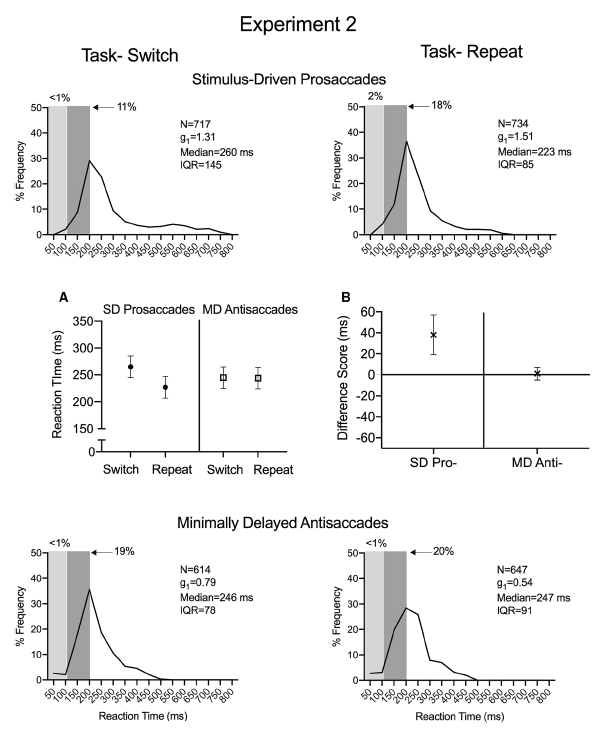 Experiment 2
Task- Switch
Task- Repeat
Stimulus-Driven Prosaccades
<1%
11%
50
40
30
20
10
0
% Frequency
N=717
g1=1.31
Median=260 ms
IQR=145
50 100 150 200 250 300 350 400 450 500 550 600 650 700 750 800
2%
18%
50
40
30
20
10
0
% Frequency
N=734
g1=1.51
Median=223 ms
IQR=85
50 100 150 200 250 300 350 400 450 500 550 600 650 700 750 800
A
SD Prosaccades
MD Antisaccades
350
300
250
200
150
0
Reaction TIme (ms)
Switch Repeat Switch Repeat
B
60
40
20
0
-20
-40
-60
Difference Score (ms)
SD Pro- MD Anti-
Minimally Delayed Antisaccades
<1%
19%
50
40
30
20
10
0
% Frequency
N=614
g1=0.79
Median=246 ms
IQR=78
50 100 150 200 250 300 350 400 450 500 550 600 650 700 750 800
Reaction Time (ms)
<1%
20%
50
40
30
20
10
0
% Frequency
N=647
g1=0.54
Median=247 ms
IQR=91
50 100 150 200 250 300 350 400 450 500 550 600 650 700 750 800
Reaction Time (ms)